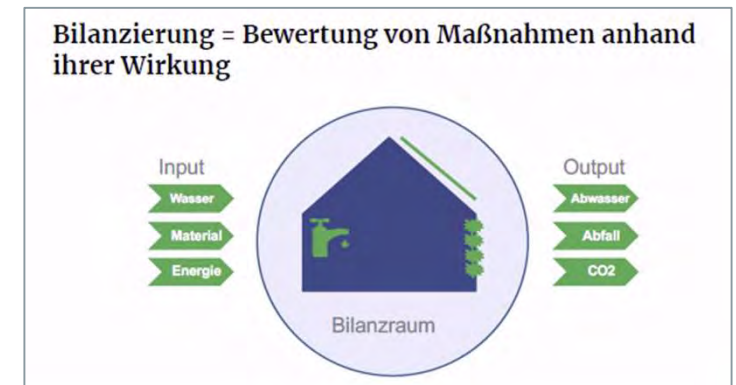 Bilanzierung = Bewertung von Maßnahmen anhand
ihrer Wirkung
Input
Wasser
Material
Energie
Bilanzraum
Output
Abwasser
Abfall
CO2